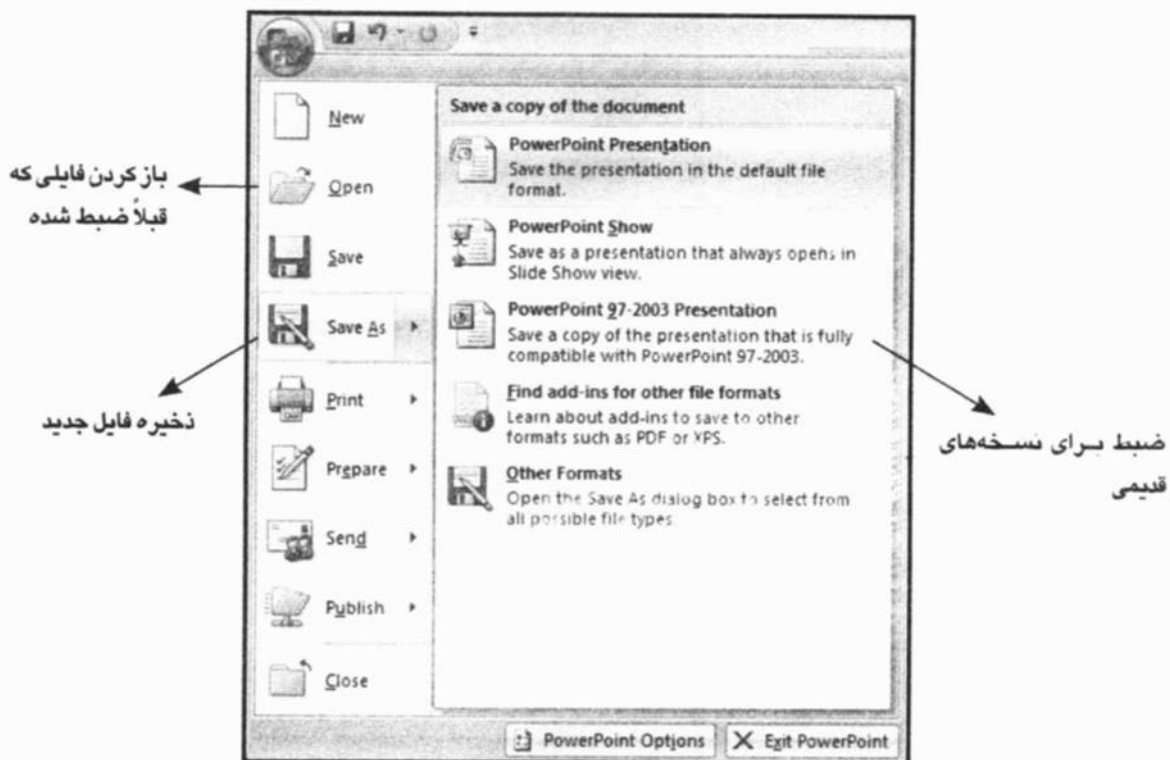 New
Open
Save
Save As
Print
Prepare
Send
Publish
Close
Save a copy of the document
PowerPoint Presentation
Save the presentation in the default file
format.
PowerPoint Show
Save as a presentation that always opens in
Slide Show view.
PowerPoint 97-2003 Presentation
Save a copy of the presentation that is fully
compatible with PowerPoint 97-2003.
Find add-ins for other file formats
Learn about add-ins to save to other
formats such as PDF or XPS.
Other Formats
Open the Save As dialog box to select from
all possible file types.
PowerPoint Options
Exit PowerPoint
باز کردن فایلی که
قبلاً ضبط شده
ذخیره فایل جدید
ضبط برای نسخه‌های
قدیمی